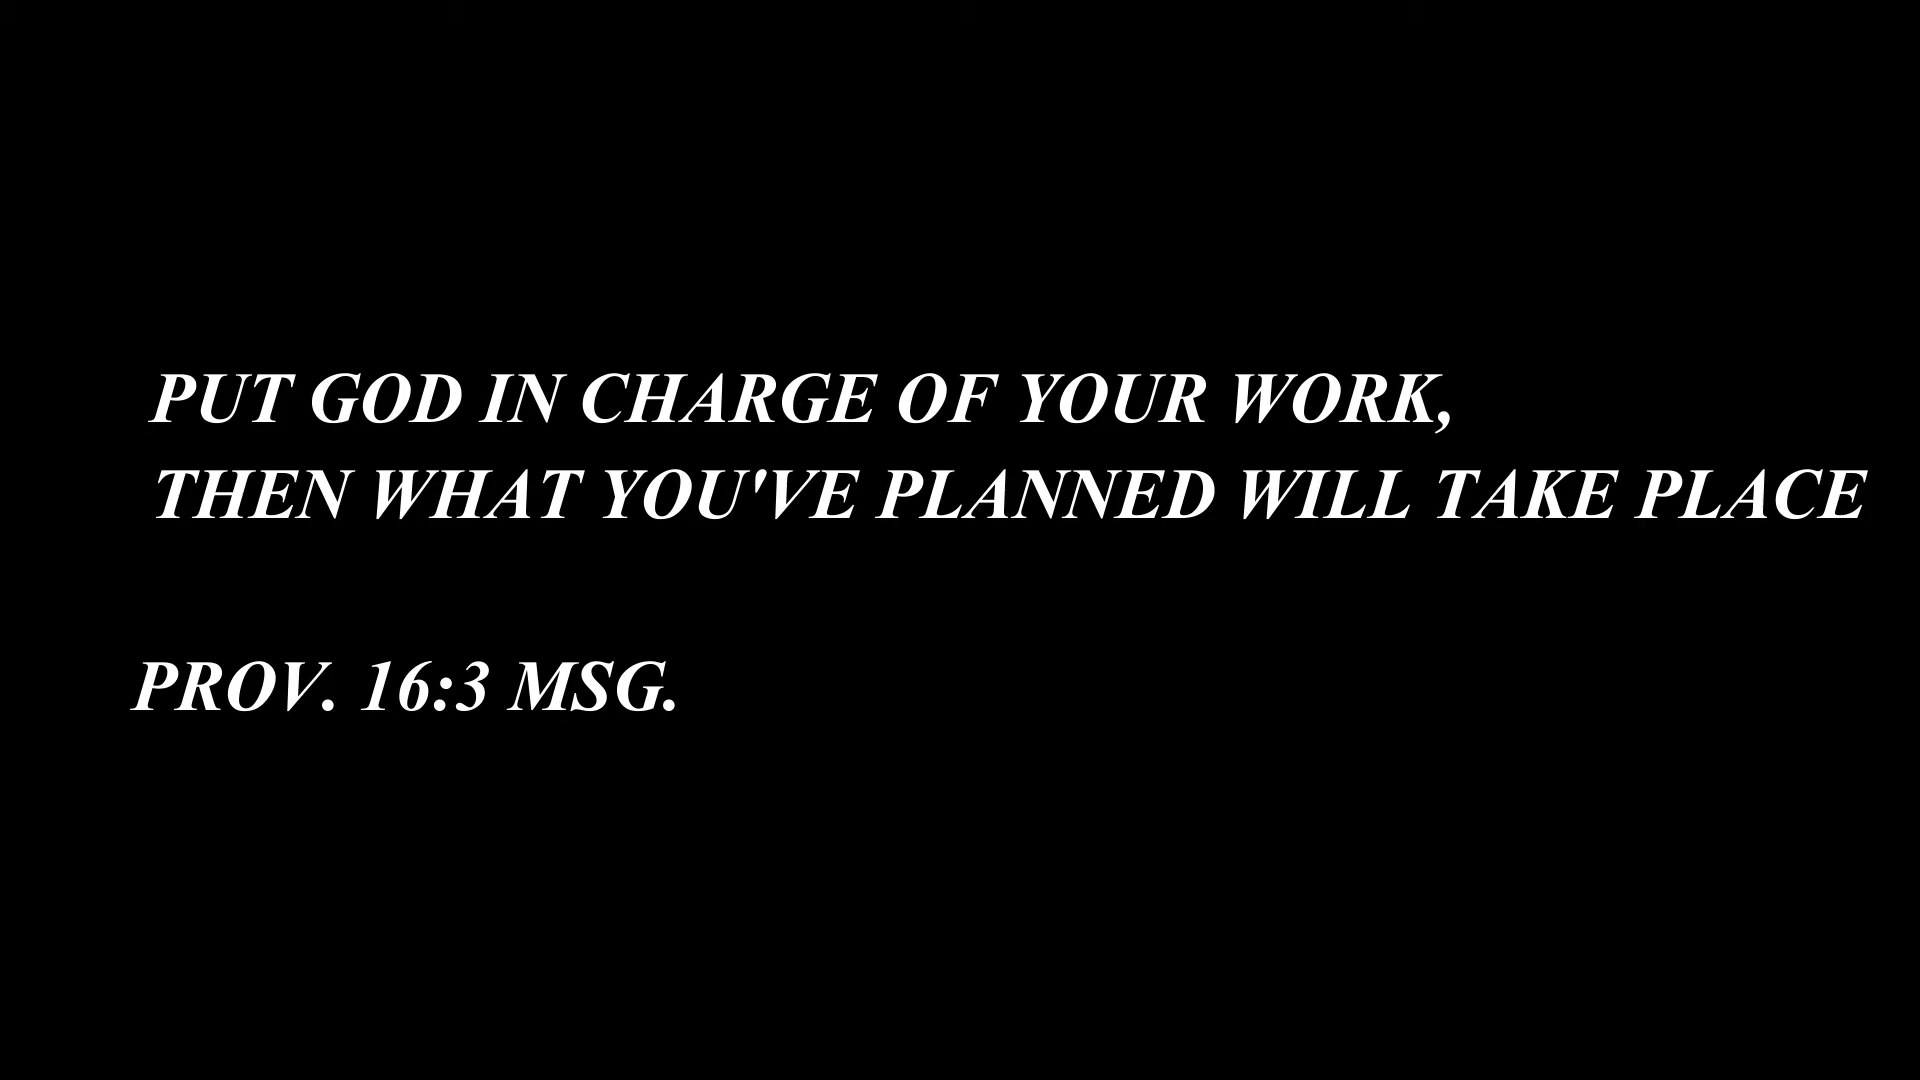 PUT GOD IN CHARGE OF YOUR WORK,
THEN WHAT YOU'VE PLANNED WILL TAKE PLACE
PROV. 16:3 MSG.